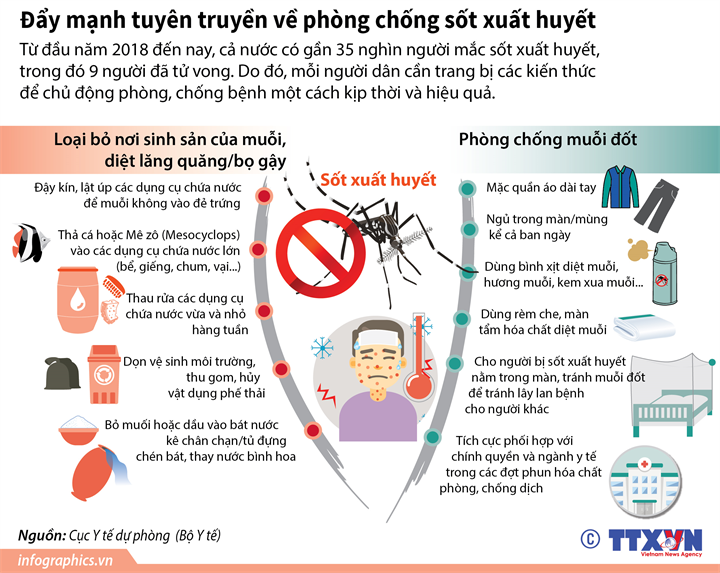 Đẩy mạnh tuyên truyền về phòng chống sốt xuất huyết
Từ đầu năm 2018 đến nay, cả nước có gần 35 nghìn người mắc sốt xuất huyết,
trong đó 9 người đã tử vong. Do đó, mỗi người dân cần trang bị các kiến thức
để chủ động phòng, chống bệnh một cách kịp thời và hiệu quả.
Loại bỏ nơi sinh sản của muỗi,
diệt lăng quăng/bọ gậy
Đậy kín, lật úp các dụng cụ chứa nước
để muỗi không vào đẻ trứng
Thả cá hoặc Mê zô (Mesocyclops)
vào các dụng cụ chứa nước lớn
(bể, giếng, chum, vại...)
Thau rửa các dụng cụ
chứa nước vừa và nhỏ
hàng tuần
Dọn vệ sinh môi trường,
thu gom, hủy
vật dụng phế thải
Bỏ muối hoặc dầu vào bát nước
kê chân chạn/tủ đựng
chén bát, thay nước bình hoa
Sốt xuất huyết
Phòng chống muỗi đốt
Mặc quần áo dài tay
Ngủ trong màn/mùng
kể cả ban ngày
Dùng bình xịt diệt muỗi,
hương muỗi, kem xua muỗi...
Dùng rèm che, màn
tẩm hóa chất diệt muỗi
Cho người bị sốt xuất huyết
nằm trong màn, tránh muỗi đốt
để tránh lây lan bệnh
cho người khác
Tích cực phối hợp với
chính quyền và ngành y tế
trong các đợt phun hóa chất
phòng, chống dịch
Nguồn: Cục Y tế dự phòng (Bộ Y tế)
© TTXVN
Vietnam News Agency
infographics.vn